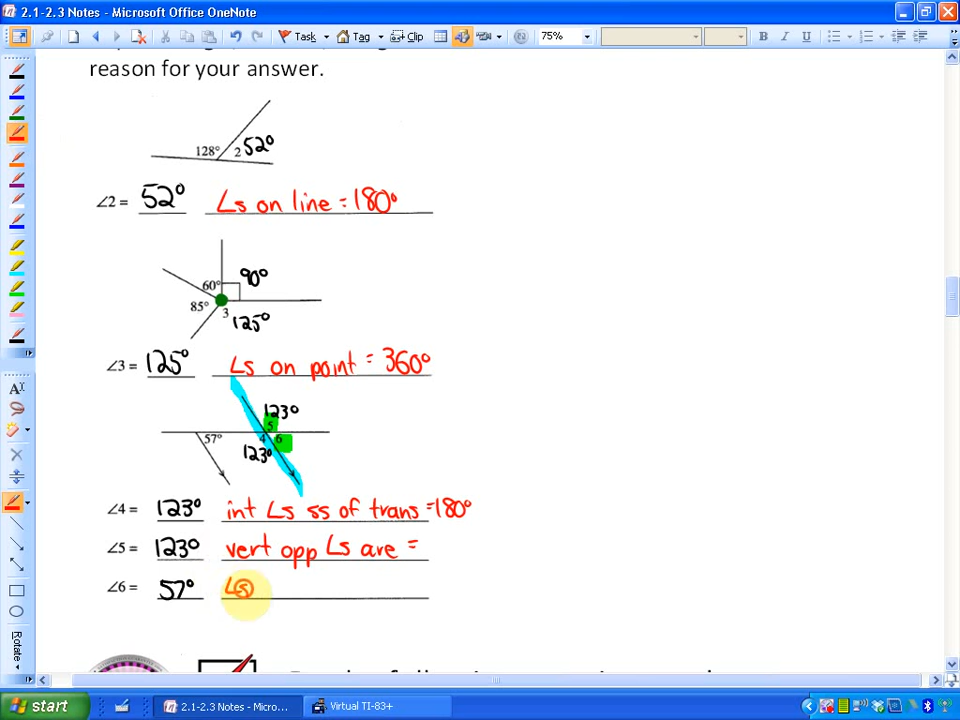 2.1-2.3 Notes - Microsoft Office OneNote
Task Tag Clip 75% B I U
reason for your answer.
128° 2 52°
∠2 = 52° ∠s on line = 180°
60° 90°
85° 3 125°
∠3 = 125° ∠s on point = 360°
123°
5
57° 4 6
123°
∠4 = 123° int ∠s ss of trans = 180°
∠5 = 123° vert opp ∠s are =
∠6 = 57° ∠s
Rotate
start 2.1-2.3 Notes - Micro... Virtual TI-83+